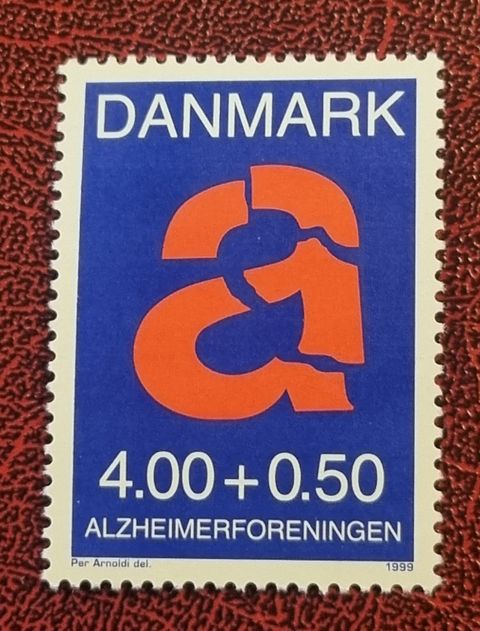 DANMARK
a
4.00 + 0.50
ALZHEIMERFORENINGEN
Per Arnoldi del. 1999